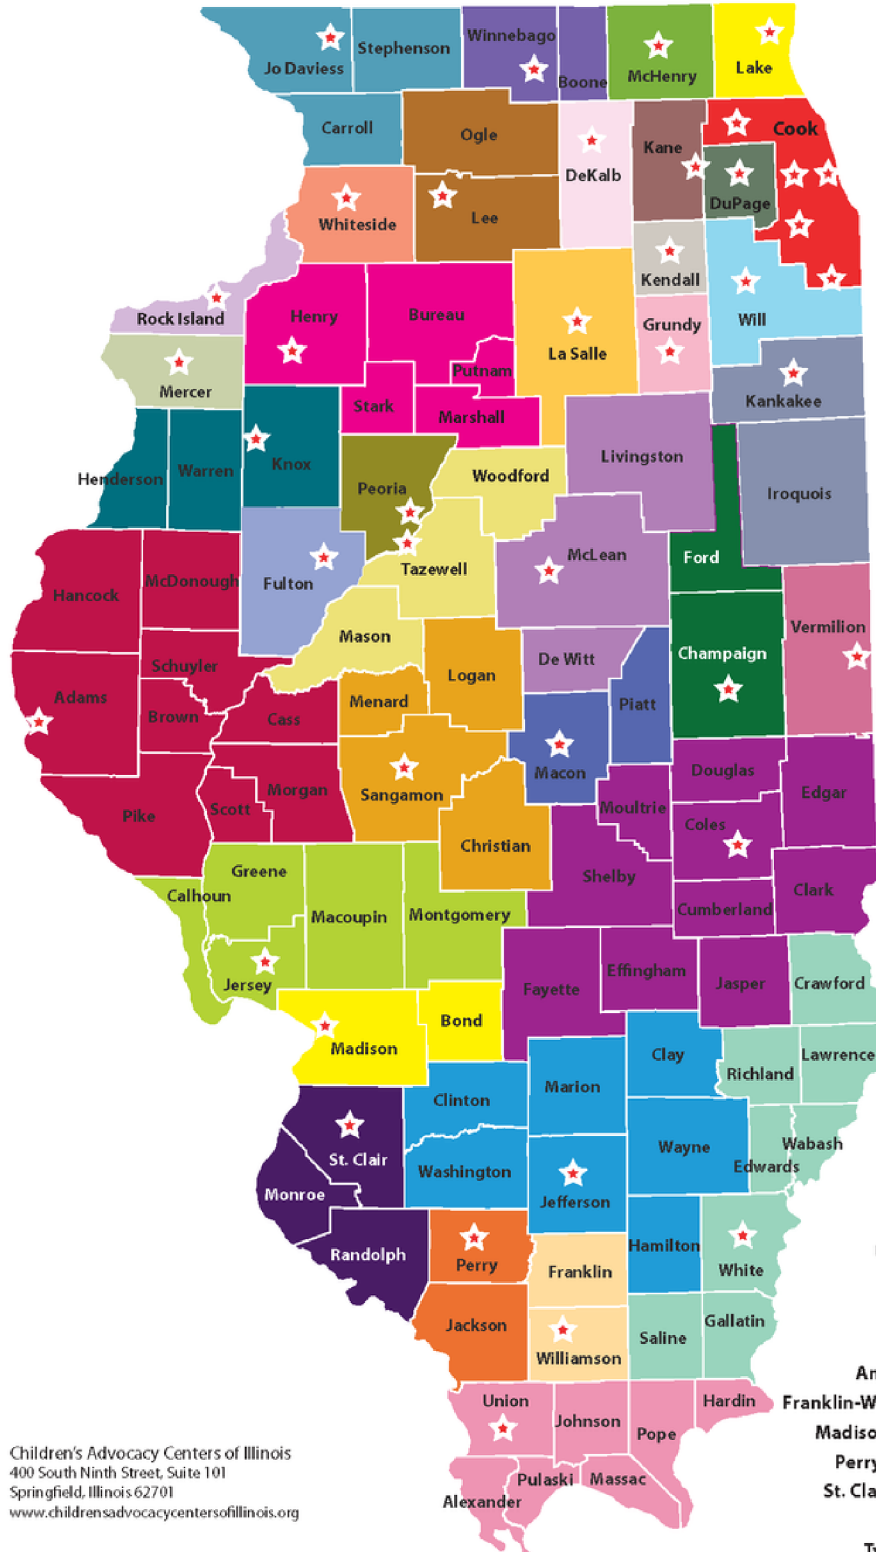 Jo Daviess
Stephenson
Winnebago
Boone
McHenry
Lake
Carroll
Ogle
DeKalb
Kane
Cook
DuPage
Whiteside
Lee
Kendall
Rock Island
Henry
Bureau
La Salle
Grundy
Will
Mercer
Putnam
Stark
Marshall
Kankakee
Henderson
Warren
Knox
Peoria
Woodford
Livingston
Iroquois
Hancock
McDonough
Fulton
Tazewell
McLean
Ford
Schuyler
Mason
Logan
De Witt
Champaign
Vermilion
Adams
Brown
Cass
Menard
Piatt
Pike
Scott
Morgan
Sangamon
Macon
Moultrie
Douglas
Coles
Edgar
Christian
Shelby
Greene
Calhoun
Macoupin
Montgomery
Cumberland
Clark
Jersey
Fayette
Effingham
Jasper
Crawford
Madison
Bond
Clay
Richland
Lawrence
Clinton
Marion
St. Clair
Washington
Wayne
Edwards
Wabash
Monroe
Jefferson
Randolph
Perry
Franklin
Hamilton
White
Jackson
Williamson
Saline
Gallatin
Union
Johnson
Pope
Hardin
Alexander
Pulaski
Massac
An
Franklin-W
Madiso
Perry
St. Cla
Children's Advocacy Centers of Illinois
400 South Ninth Street, Suite 101
Springfield, Illinois 62701
www.childrensadvocacycentersofillinois.org